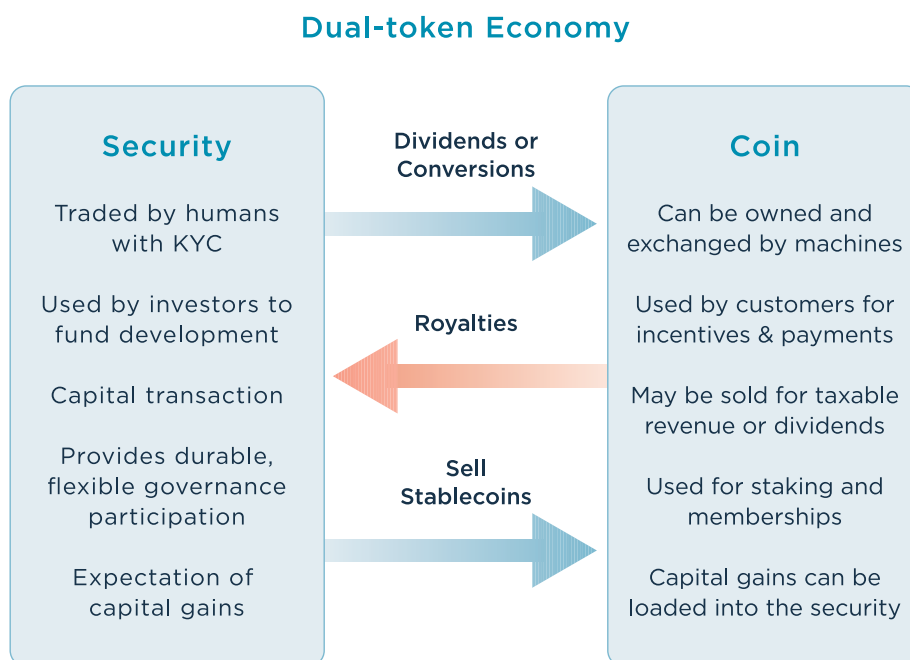 Dual-token Economy
Security
Traded by humans
with KYC
Used by investors to
fund development
Capital transaction
Provides durable,
flexible governance
participation
Expectation of
capital gains
Dividends or
Conversions
Royalties
Sell
Stablecoins
Coin
Can be owned and
exchanged by machines
Used by customers for
incentives & payments
May be sold for taxable
revenue or dividends
Used for staking and
memberships
Capital gains can be
loaded into the security